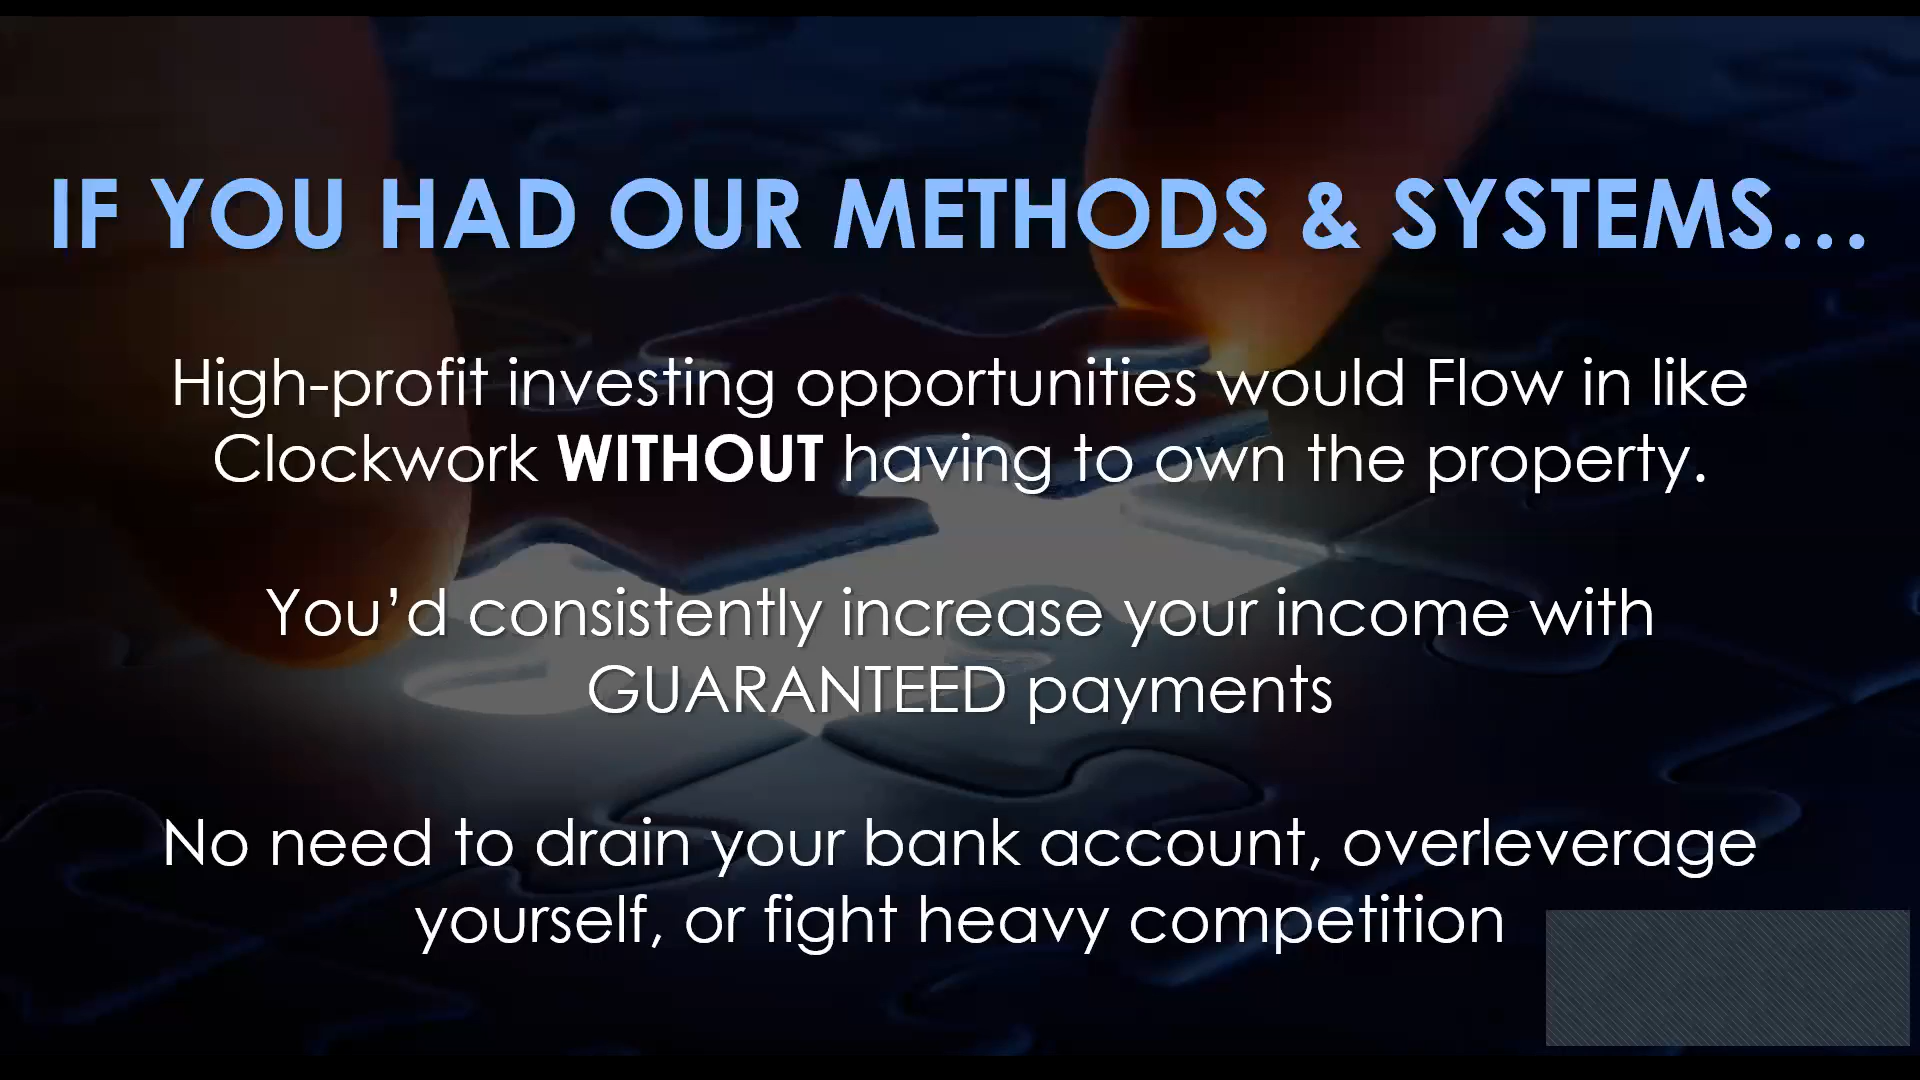 IF YOU HAD OUR METHODS & SYSTEMS...
High-profit investing opportunities would Flow in like
Clockwork WITHOUT having to own the property.
You’d consistently increase your income with
GUARANTEED payments
No need to drain your bank account, overleverage
yourself, or fight heavy competition